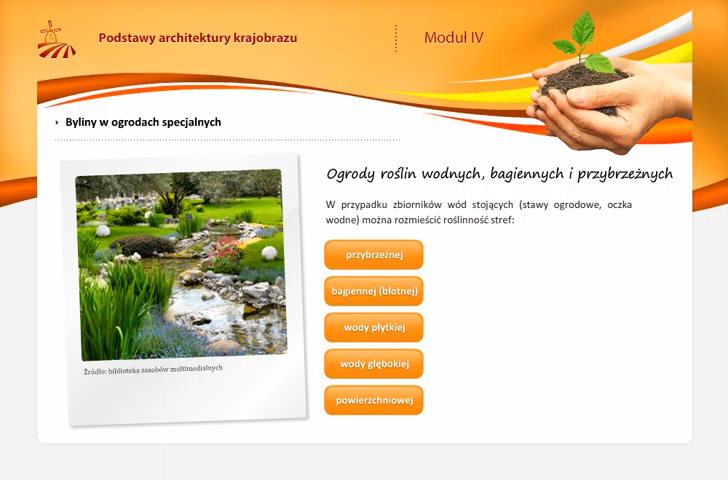 Podstawy architektury krajobrazu
Moduł IV
Byliny w ogrodach specjalnych
Ogrody roślin wodnych, bagiennych i przybrzeżnych
W przypadku zbiorników wód stojących (stawy ogrodowe, oczka
wodne) można rozmieścić roślinność stref:
przybrzeżnej
bagiennej (błotnej)
wody płytkiej
wody głębokiej
powierzchniowej
Źródło: biblioteka zasobów multimedialnych